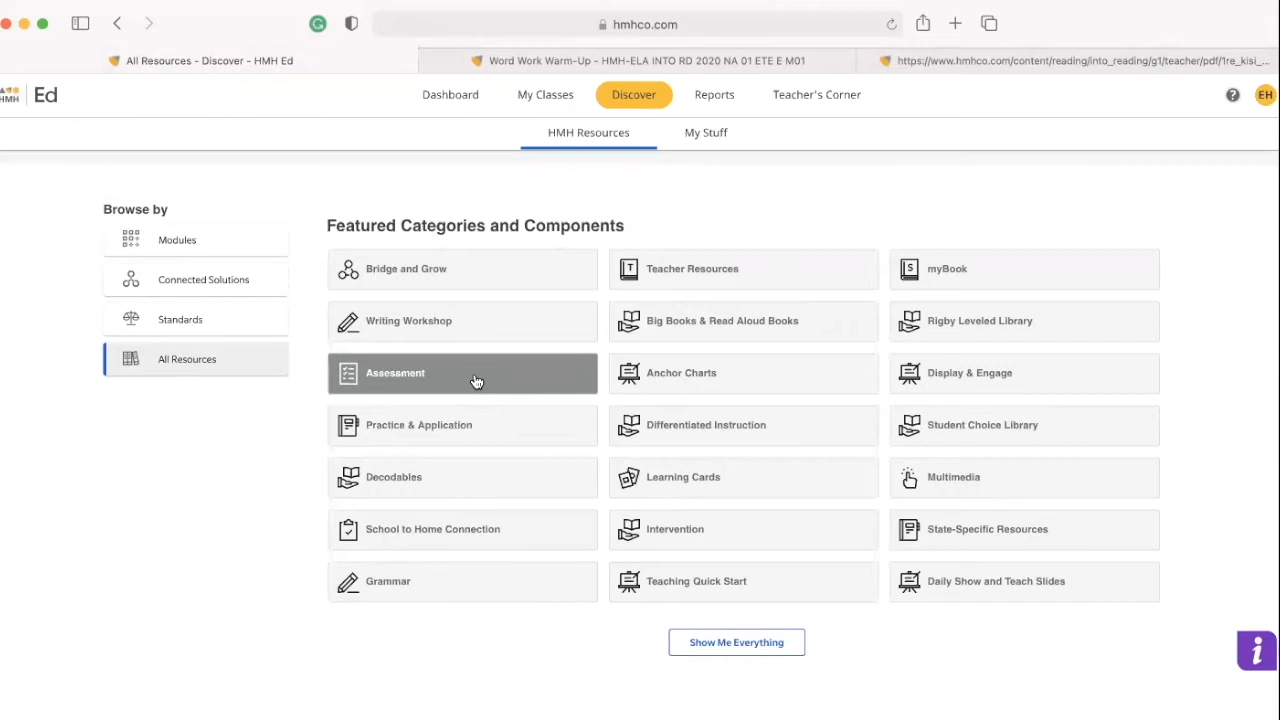 hmhco.com
All Resources - Discover - HMH Ed
Word Work Warm-Up - HMH-ELA INTO RD 2020 NA 01 ETE E M01
https://www.hmhco.com/content/reading/into_reading/g1/teacher/pdf/1re_kisi_...
HMH Ed
Dashboard
My Classes
Discover
Reports
Teacher's Corner
?
EH
HMH Resources
My Stuff
Browse by
Modules
Connected Solutions
Standards
All Resources
Featured Categories and Components
Bridge and Grow
T Teacher Resources
S myBook
Writing Workshop
Big Books & Read Aloud Books
Rigby Leveled Library
Assessment
Anchor Charts
Display & Engage
Practice & Application
Differentiated Instruction
Student Choice Library
Decodables
Learning Cards
Multimedia
School to Home Connection
Intervention
State-Specific Resources
Grammar
Teaching Quick Start
Daily Show and Teach Slides
Show Me Everything
i